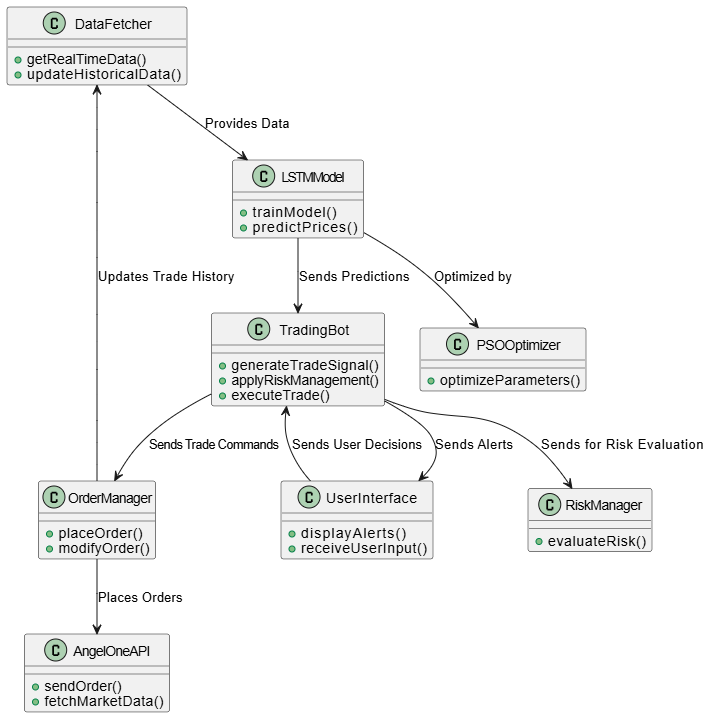 C DataFetcher
getRealTimeData()
updateHistoricalData()
Provides Data
C LSTMModel
trainModel()
predictPrices()
Updates Trade History
Sends Predictions
Optimized by
C TradingBot
generateTradeSignal()
applyRiskManagement()
executeTrade()
C PSOOptimizer
optimizeParameters()
Sends Trade Commands
Sends User Decisions
Sends Alerts
Sends for Risk Evaluation
C OrderManager
placeOrder()
modifyOrder()
C UserInterface
displayAlerts()
receiveUserInput()
C RiskManager
evaluateRisk()
Places Orders
C AngelOneAPI
sendOrder()
fetchMarketData()